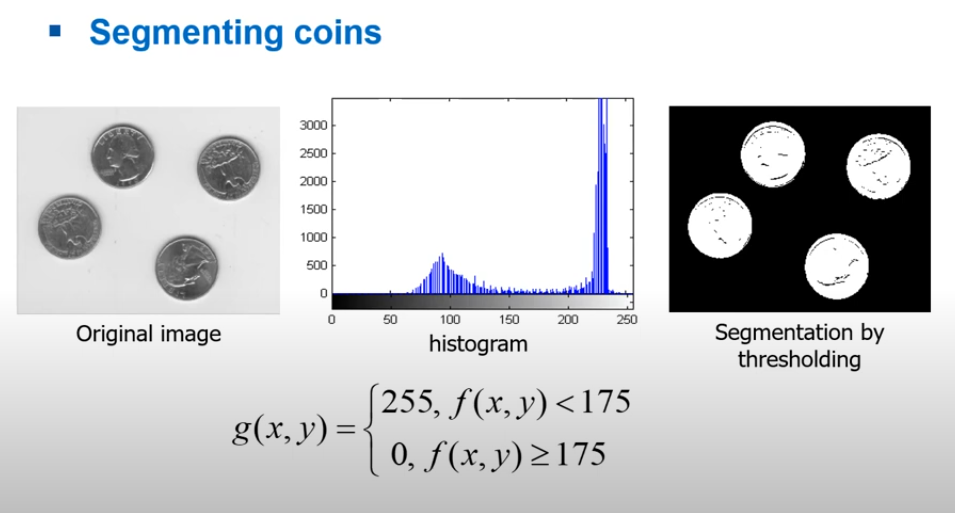 Segmenting coins
3000
2500
2000
1500
1000
500
0
0 50 100 150 200 250
Original image
histogram
Segmentation by
thresholding
g(x, y) = { 255, f(x, y) < 175
0, f(x, y) ≥ 175